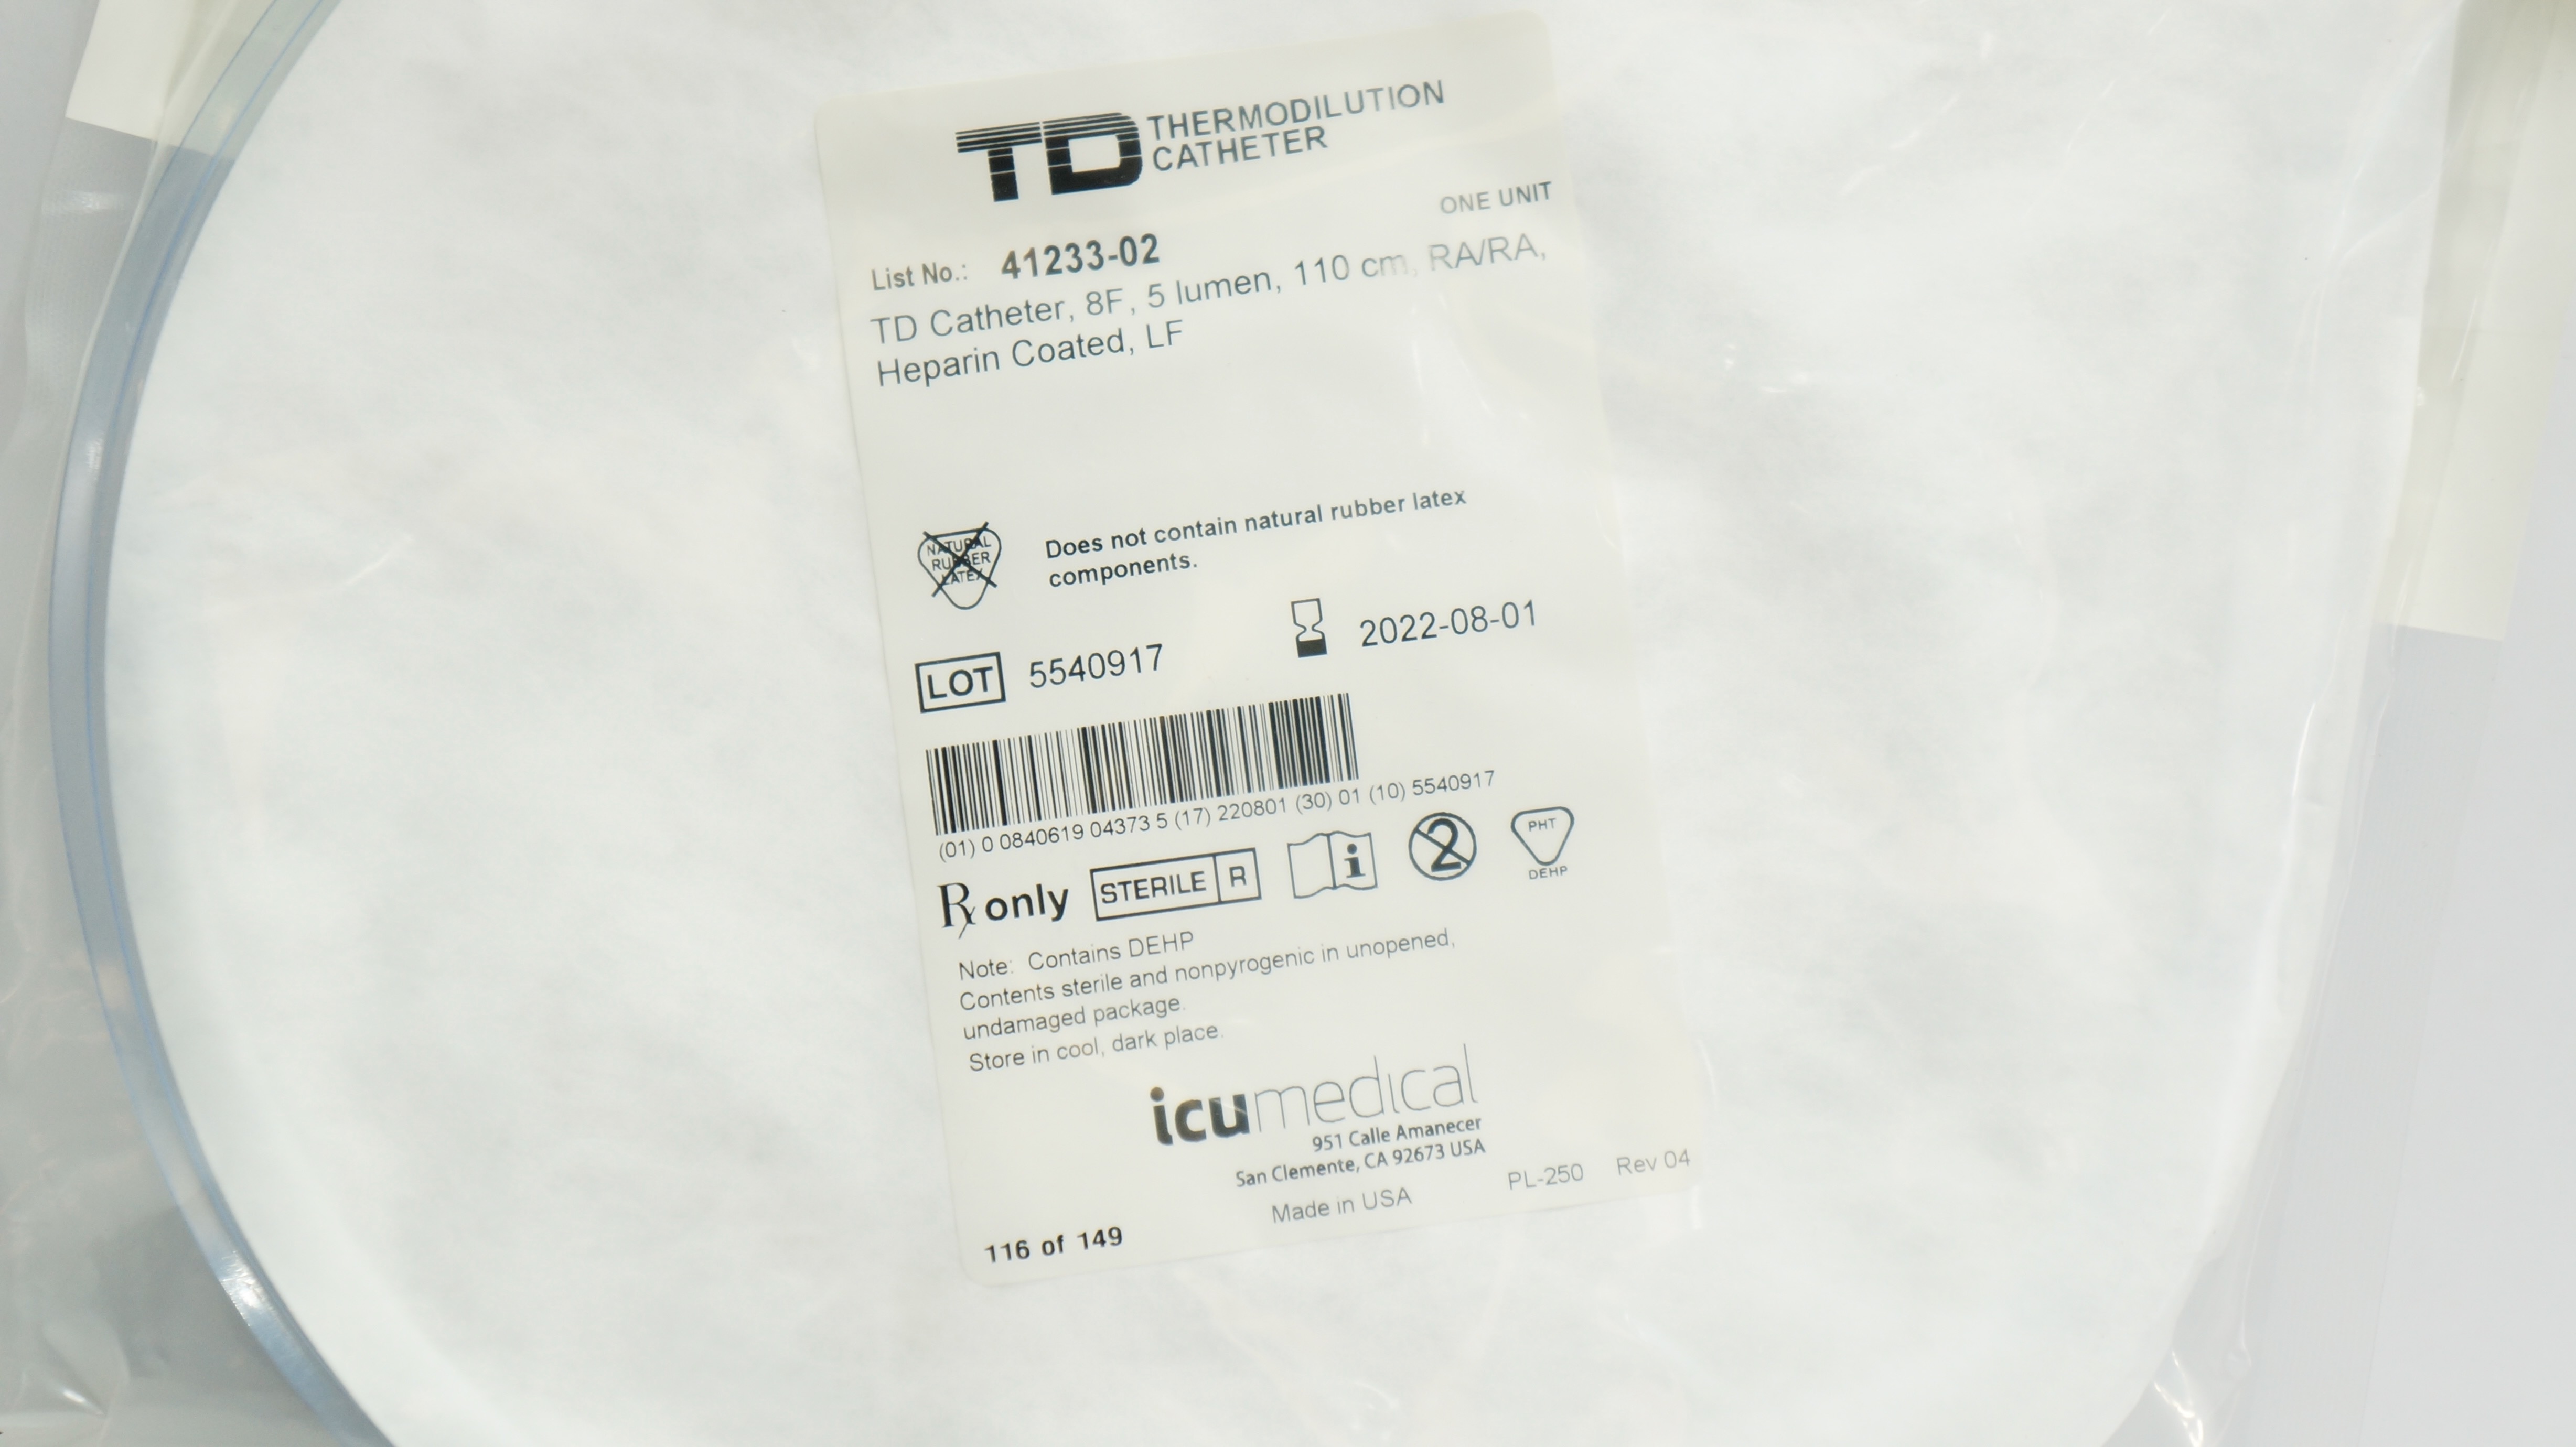 TD THERMODILUTION
CATHETER
ONE UNIT
List No.: 41233-02
TD Catheter, 8F, 5 lumen, 110 cm, RA/RA,
Heparin Coated, LF
NATURAL
RUBBER
LATEX
Does not contain natural rubber latex
components.
LOT 5540917 2022-08-01
(01) 0 0840619 04373 5 (17) 220801 (30) 01 (10) 5540917
Rx only STERILE R i 2 PHT
DEHP
Note: Contains DEHP
Contents sterile and nonpyrogenic in unopened,
undamaged package.
Store in cool, dark place.
icumedical
951 Calle Amanecer
San Clemente, CA 92673 USA
Made in USA PL-250 Rev 04
116 of 149